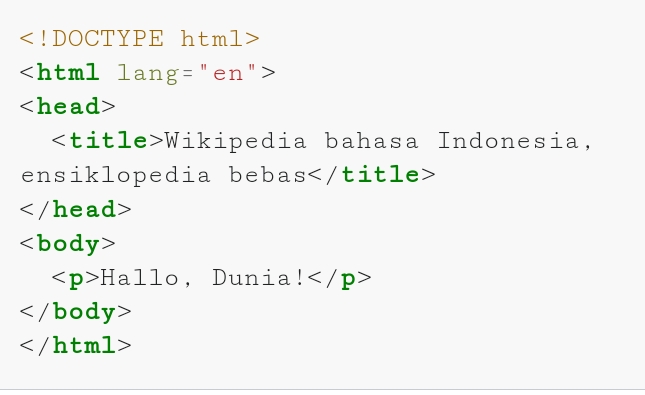 <!DOCTYPE html>
<html lang="en">
<head>
  <title>Wikipedia bahasa Indonesia,
ensiklopedia bebas</title>
</head>
<body>
  <p>Hallo, Dunia!</p>
</body>
</html>